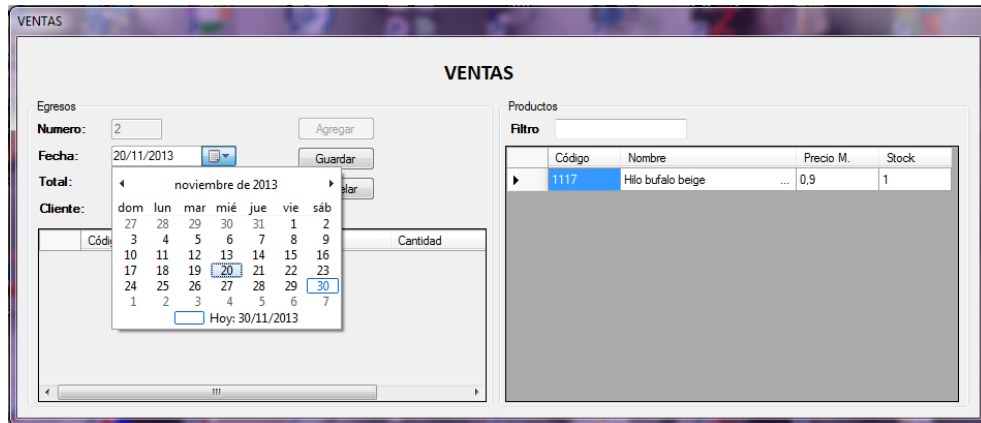 VENTAS
VENTAS
Egresos
Numero: 2 Agregar
Fecha: 20/11/2013 Guardar
Total: elar
Cliente:
noviembre de 2013
dom lun mar mié jue vie sáb
27 28 29 30 31 1 2
3 4 5 6 7 8 9
10 11 12 13 14 15 16
17 18 19 20 21 22 23
24 25 26 27 28 29 30
1 2 3 4 5 6 7
Hoy: 30/11/2013
Códi Cantidad
Productos
Filtro
Código Nombre Precio M. Stock
1117 Hilo bufalo beige ... 0,9 1